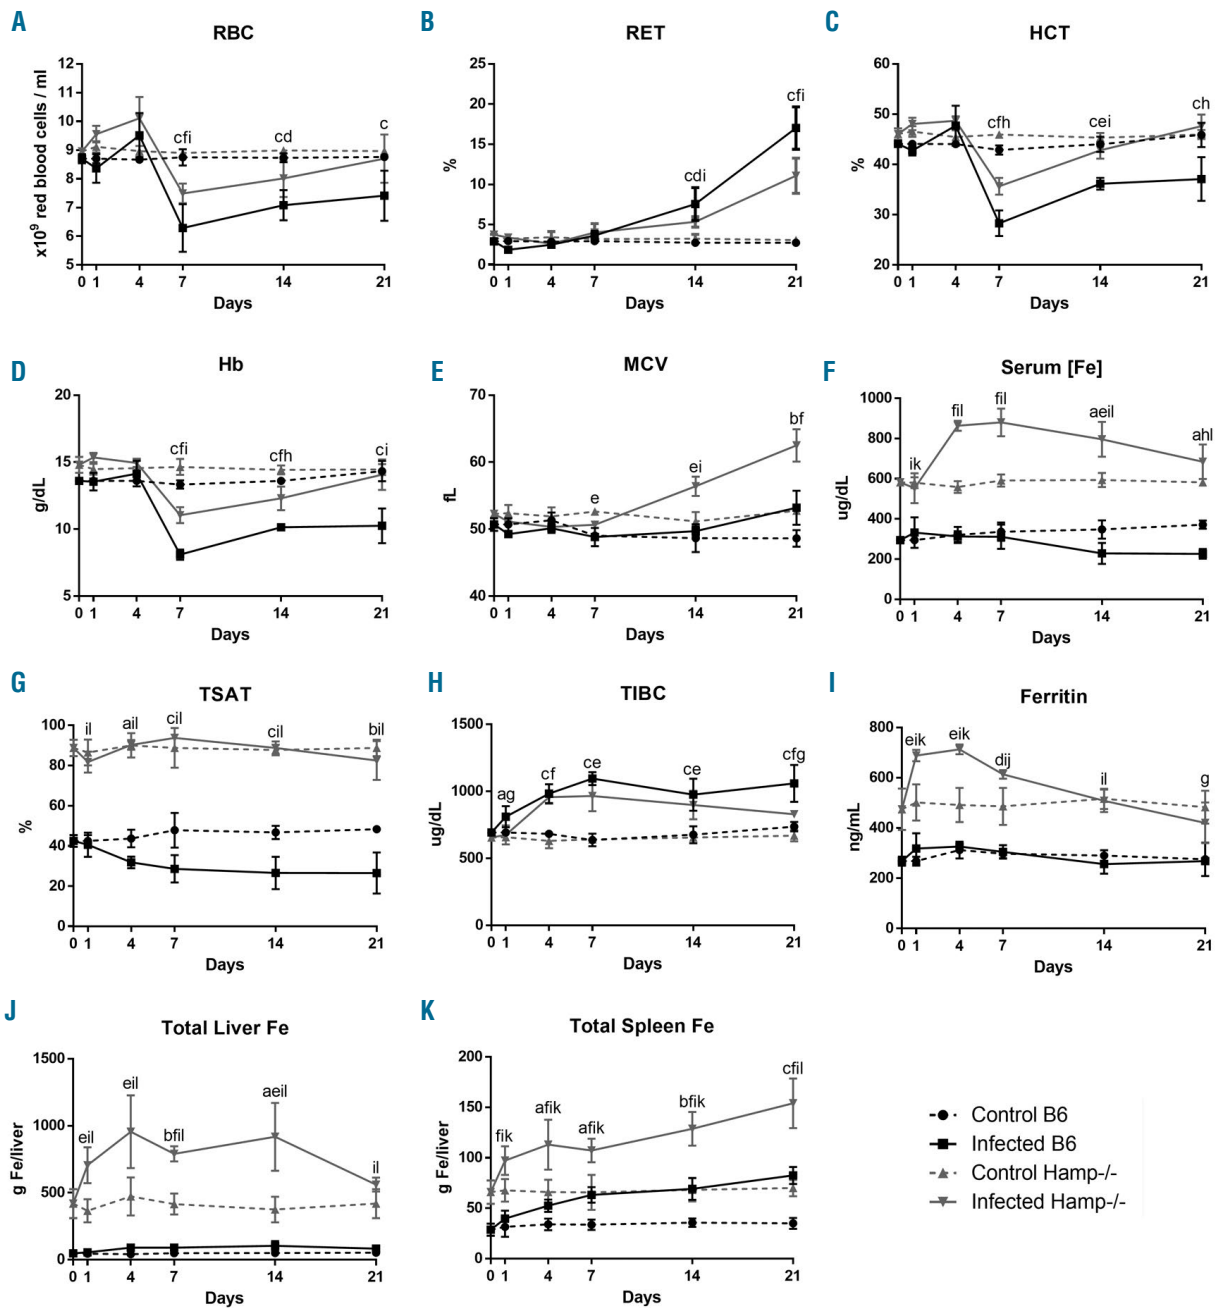 A
RBC
12
11
10
9
8
7
6
5
x10⁹ red blood cells / ml
cfi
cd
c
0 1 4 7 14 21
Days
B
RET
25
20
15
10
5
0
%
cdi
cfi
0 1 4 7 14 21
Days
C
HCT
60
50
40
30
20
%
cfh
cei
ch
0 1 4 7 14 21
Days
D
Hb
20
15
10
5
g/dL
cfi
cfh
ci
0 1 4 7 14 21
Days
E
MCV
70
60
50
40
fL
e
ei
bf
0 1 4 7 14 21
Days
F
Serum [Fe]
1000
800
600
400
200
0
ug/dL
ik
fil
fil
aeil
ahl
0 1 4 7 14 21
Days
G
TSAT
100
80
60
40
20
0
%
il
ail
cil
cil
bil
0 1 4 7 14 21
Days
H
TIBC
1500
1000
500
0
ug/dL
ag
cf
ce
ce
cfg
0 1 4 7 14 21
Days
I
Ferritin
800
600
400
200
0
ng/mL
eik
eik
dij
il
g
0 1 4 7 14 21
Days
J
Total Liver Fe
1500
1000
500
0
g Fe/liver
eil
eil
bfil
aeil
il
0 1 4 7 14 21
Days
K
Total Spleen Fe
200
150
100
50
0
g Fe/liver
fik
afik
afik
bfik
cfil
0 1 4 7 14 21
Days
Control B6
Infected B6
Control Hamp-/-
Infected Hamp-/-